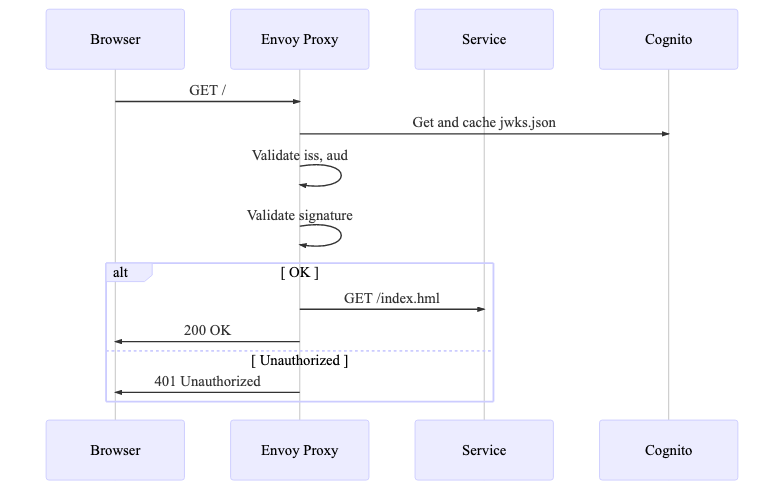 Browser
Envoy Proxy
Service
Cognito
GET /
Get and cache jwks.json
Validate iss, aud
Validate signature
alt
[ OK ]
GET /index.hml
200 OK
[ Unauthorized ]
401 Unauthorized
Browser
Envoy Proxy
Service
Cognito